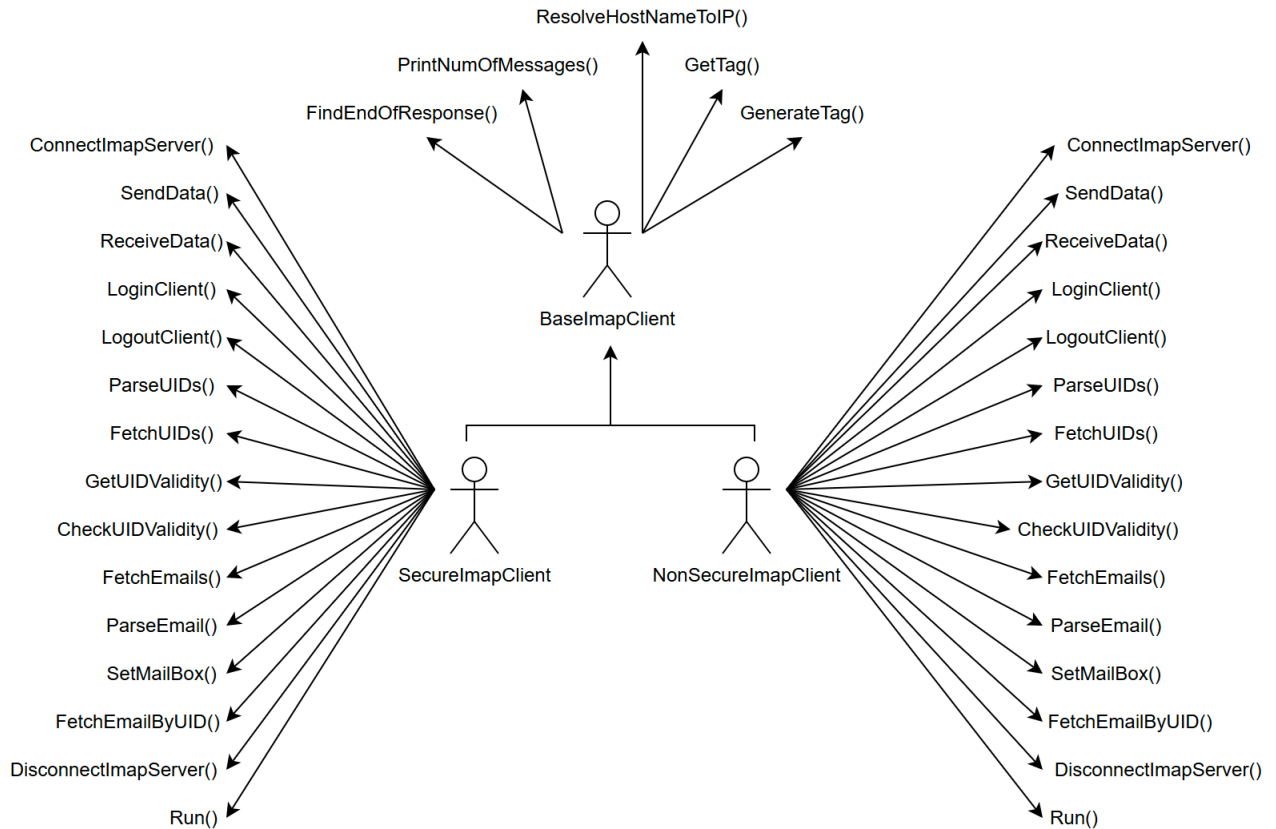 ResolveHostNameToIP()
PrintNumOfMessages()
GetTag()
FindEndOfResponse()
GenerateTag()
BaseImapClient
ConnectImapServer()
SendData()
ReceiveData()
LoginClient()
LogoutClient()
ParseUIDs()
FetchUIDs()
GetUIDValidity()
CheckUIDValidity()
FetchEmails()
ParseEmail()
SetMailBox()
FetchEmailByUID()
DisconnectImapServer()
Run()
SecureImapClient
NonSecureImapClient
ConnectImapServer()
SendData()
ReceiveData()
LoginClient()
LogoutClient()
ParseUIDs()
FetchUIDs()
GetUIDValidity()
CheckUIDValidity()
FetchEmails()
ParseEmail()
SetMailBox()
FetchEmailByUID()
DisconnectImapServer()
Run()